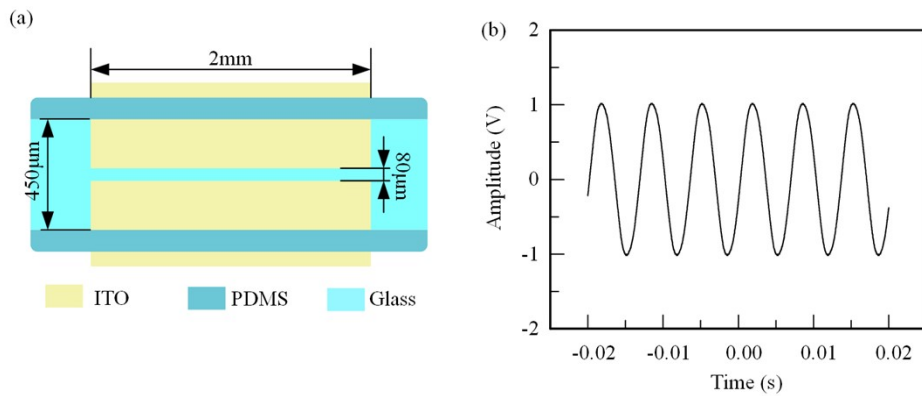 (a)
2mm
450μm
80μm
ITO
PDMS
Glass
(b)
Amplitude (V)
2
1
0
-1
-2
-0.02
-0.01
0.00
0.01
0.02
Time (s)